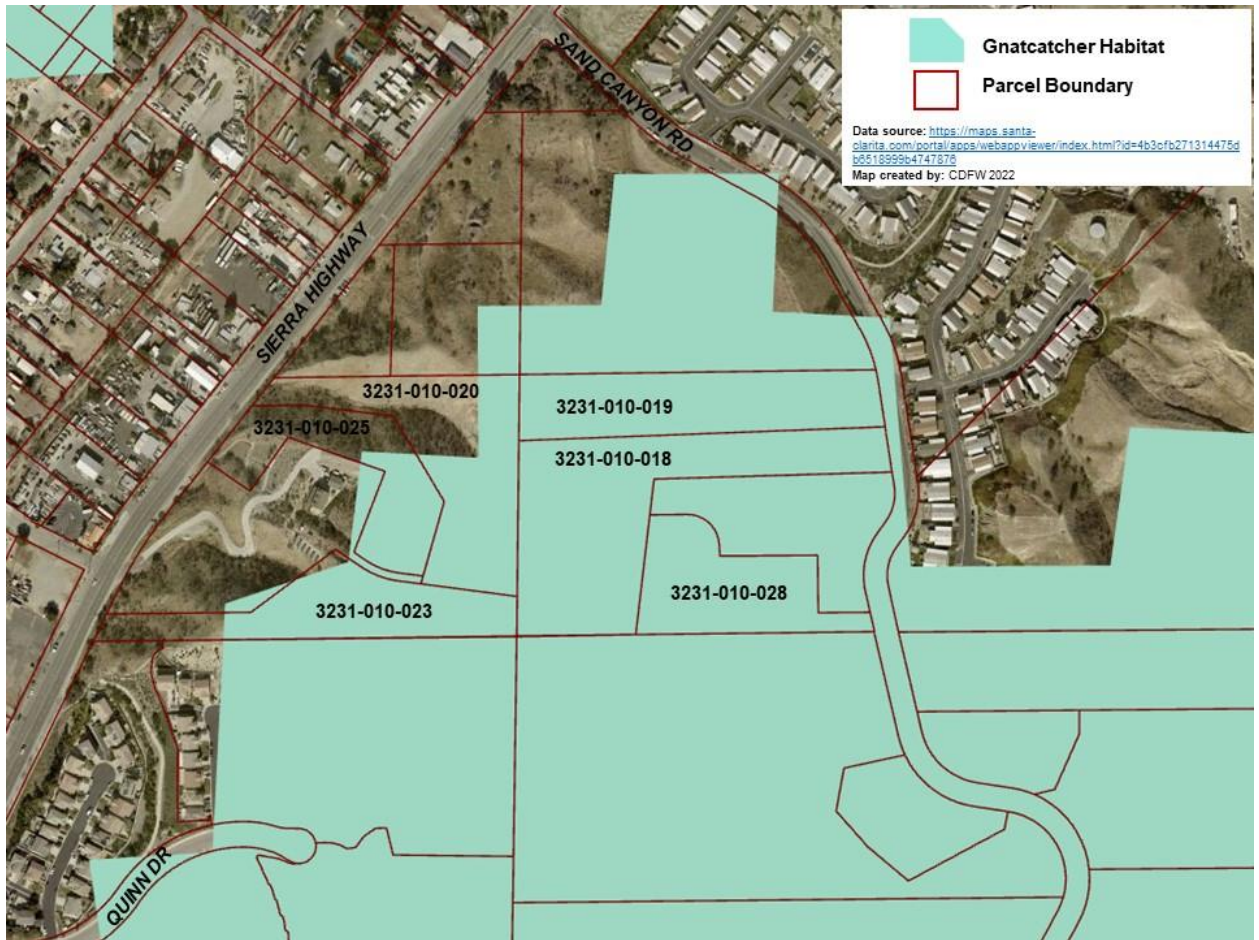 Gnatcatcher Habitat
Parcel Boundary
Data source: https://maps.santa-
clarita.com/portal/apps/webappviewer/index.html?id=4b3cfb271314475d
b6518999b4747876
Map created by: CDFW 2022
SAND CANYON RD
SIERRA HIGHWAY
3231-010-020
3231-010-019
3231-010-025
3231-010-018
3231-010-028
3231-010-023
QUINN DR